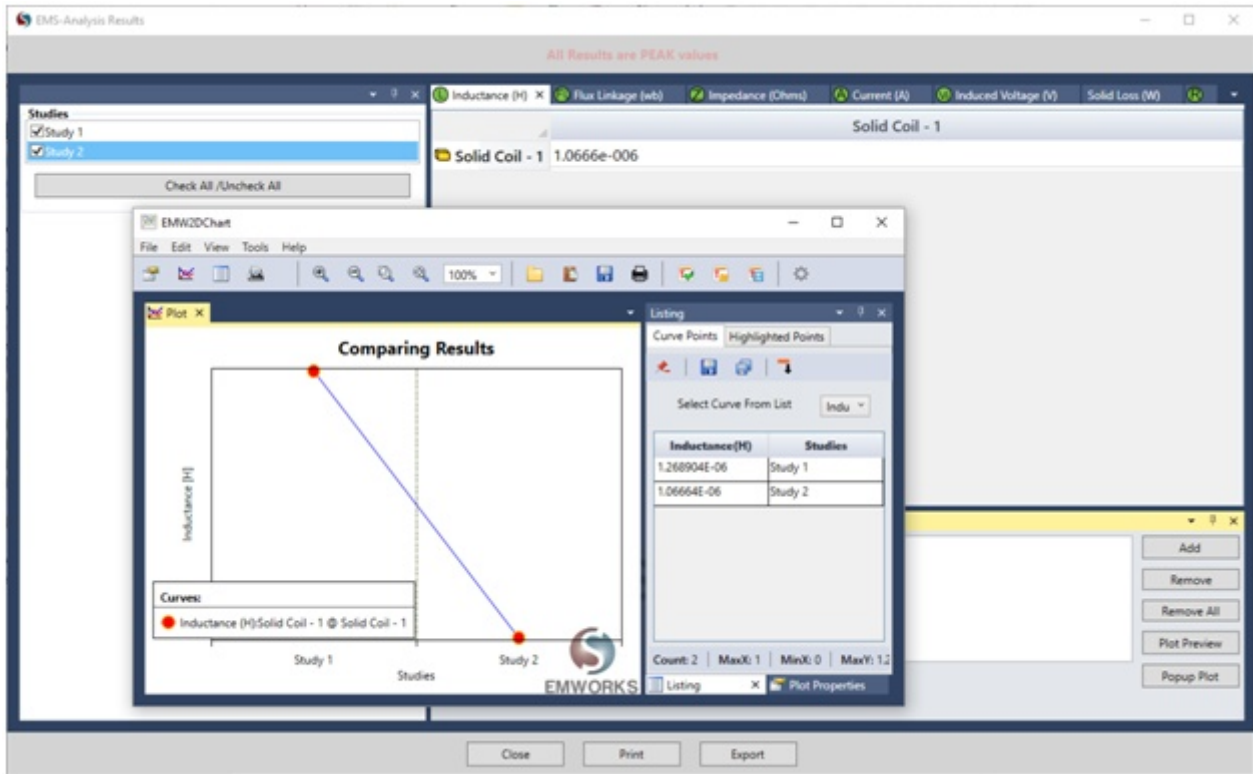 EMS-Analysis Results
All Results are PEAK values
Studies
Study 1
Study 2
Check All /Uncheck All
Inductance (H) Flux Linkage (wb) Impedance (Ohms) Current (A) Induced Voltage (V) Solid Loss (W)
Solid Coil - 1
Solid Coil - 1 1.0666e-006
EMW2DChart
File Edit View Tools Help
100%
Plot
Comparing Results
Inductance [H]
Curves:
Inductance (H):Solid Coil - 1 @ Solid Coil - 1
Study 1 Study 2
Studies
EMWORKS
Listing
Curve Points Highlighted Points
Select Curve From List Indu
Inductance(H) Studies
1.268904E-06 Study 1
1.06664E-06 Study 2
Count: 2 MaxX: 1 MinX: 0 MaxY: 1.2
Listing Plot Properties
Add
Remove
Remove All
Plot Preview
Popup Plot
Close Print Export